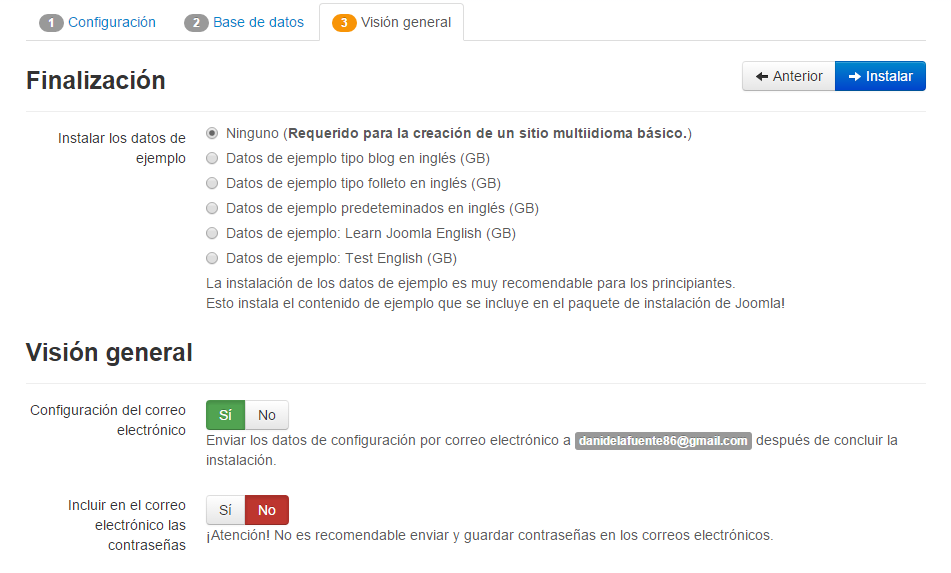 1 Configuración 2 Base de datos 3 Visión general
Finalización
Anterior Instalar
Instalar los datos de
ejemplo
Ninguno (Requerido para la creación de un sitio multiidioma básico.)
Datos de ejemplo tipo blog en inglés (GB)
Datos de ejemplo tipo folleto en inglés (GB)
Datos de ejemplo predeteminados en inglés (GB)
Datos de ejemplo: Learn Joomla English (GB)
Datos de ejemplo: Test English (GB)
La instalación de los datos de ejemplo es muy recomendable para los principiantes.
Esto instala el contenido de ejemplo que se incluye en el paquete de instalación de Joomla!
Visión general
Configuración del correo
electrónico
Sí No
Enviar los datos de configuración por correo electrónico a danidelafuente86@gmail.com después de concluir la
instalación.
Incluir en el correo
electrónico las
contraseñas
Sí No
¡Atención! No es recomendable enviar y guardar contraseñas en los correos electrónicos.